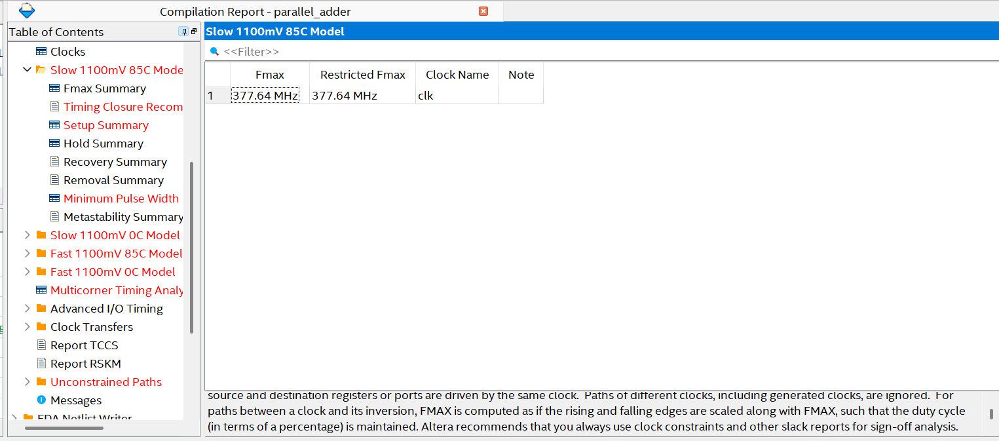 Compilation Report - parallel_adder
Table of Contents
Clocks
Slow 1100mV 85C Mode
Fmax Summary
Timing Closure Recom
Setup Summary
Hold Summary
Recovery Summary
Removal Summary
Minimum Pulse Width
Metastability Summary
Slow 1100mV 0C Model
Fast 1100mV 85C Model
Fast 1100mV 0C Model
Multicorner Timing Analy
Advanced I/O Timing
Clock Transfers
Report TCCS
Report RSKM
Unconstrained Paths
Messages
EDA Netlist Writer
Slow 1100mV 85C Model
<<Filter>>
Fmax Restricted Fmax Clock Name Note
1 377.64 MHz 377.64 MHz clk
source and destination registers or ports are driven by the same clock. Paths of different clocks, including generated clocks, are ignored. For
paths between a clock and its inversion, FMAX is computed as if the rising and falling edges are scaled along with FMAX, such that the duty cycle
(in terms of a percentage) is maintained. Altera recommends that you always use clock constraints and other slack reports for sign-off analysis.